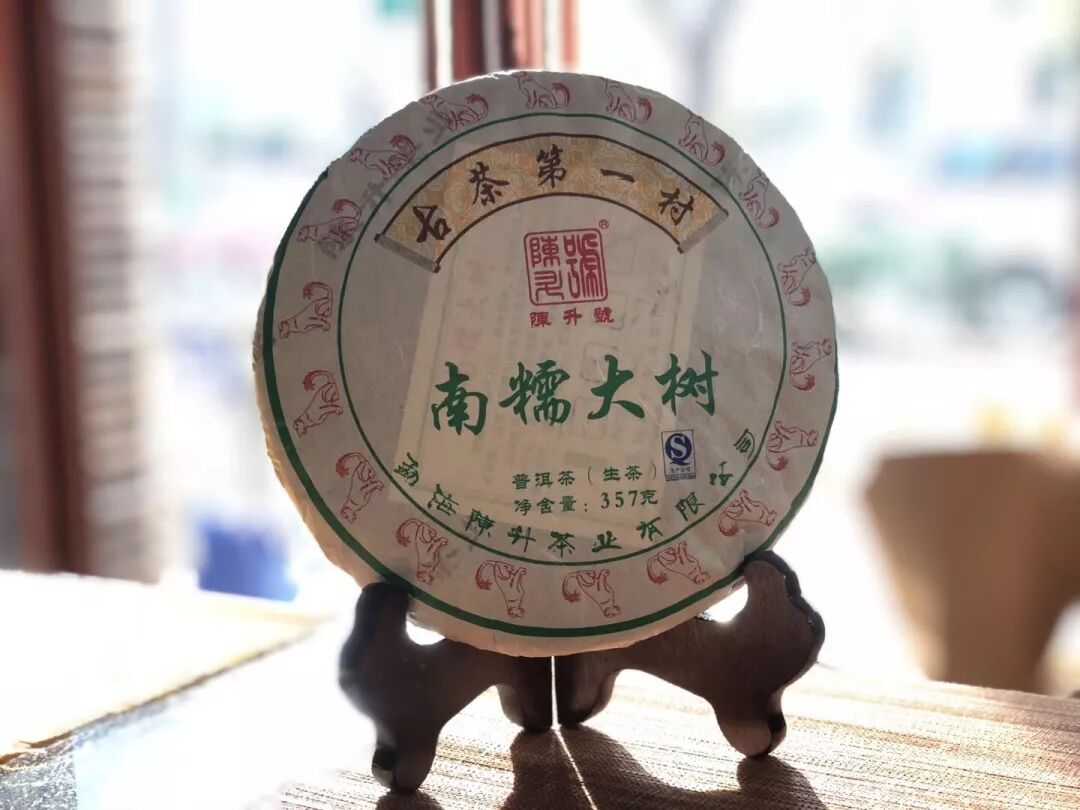 古茶第一村
陳升號
®
陳升號
南糯大树
普洱茶（生茶）
净含量：357克
勐海陳升茶业有限公司